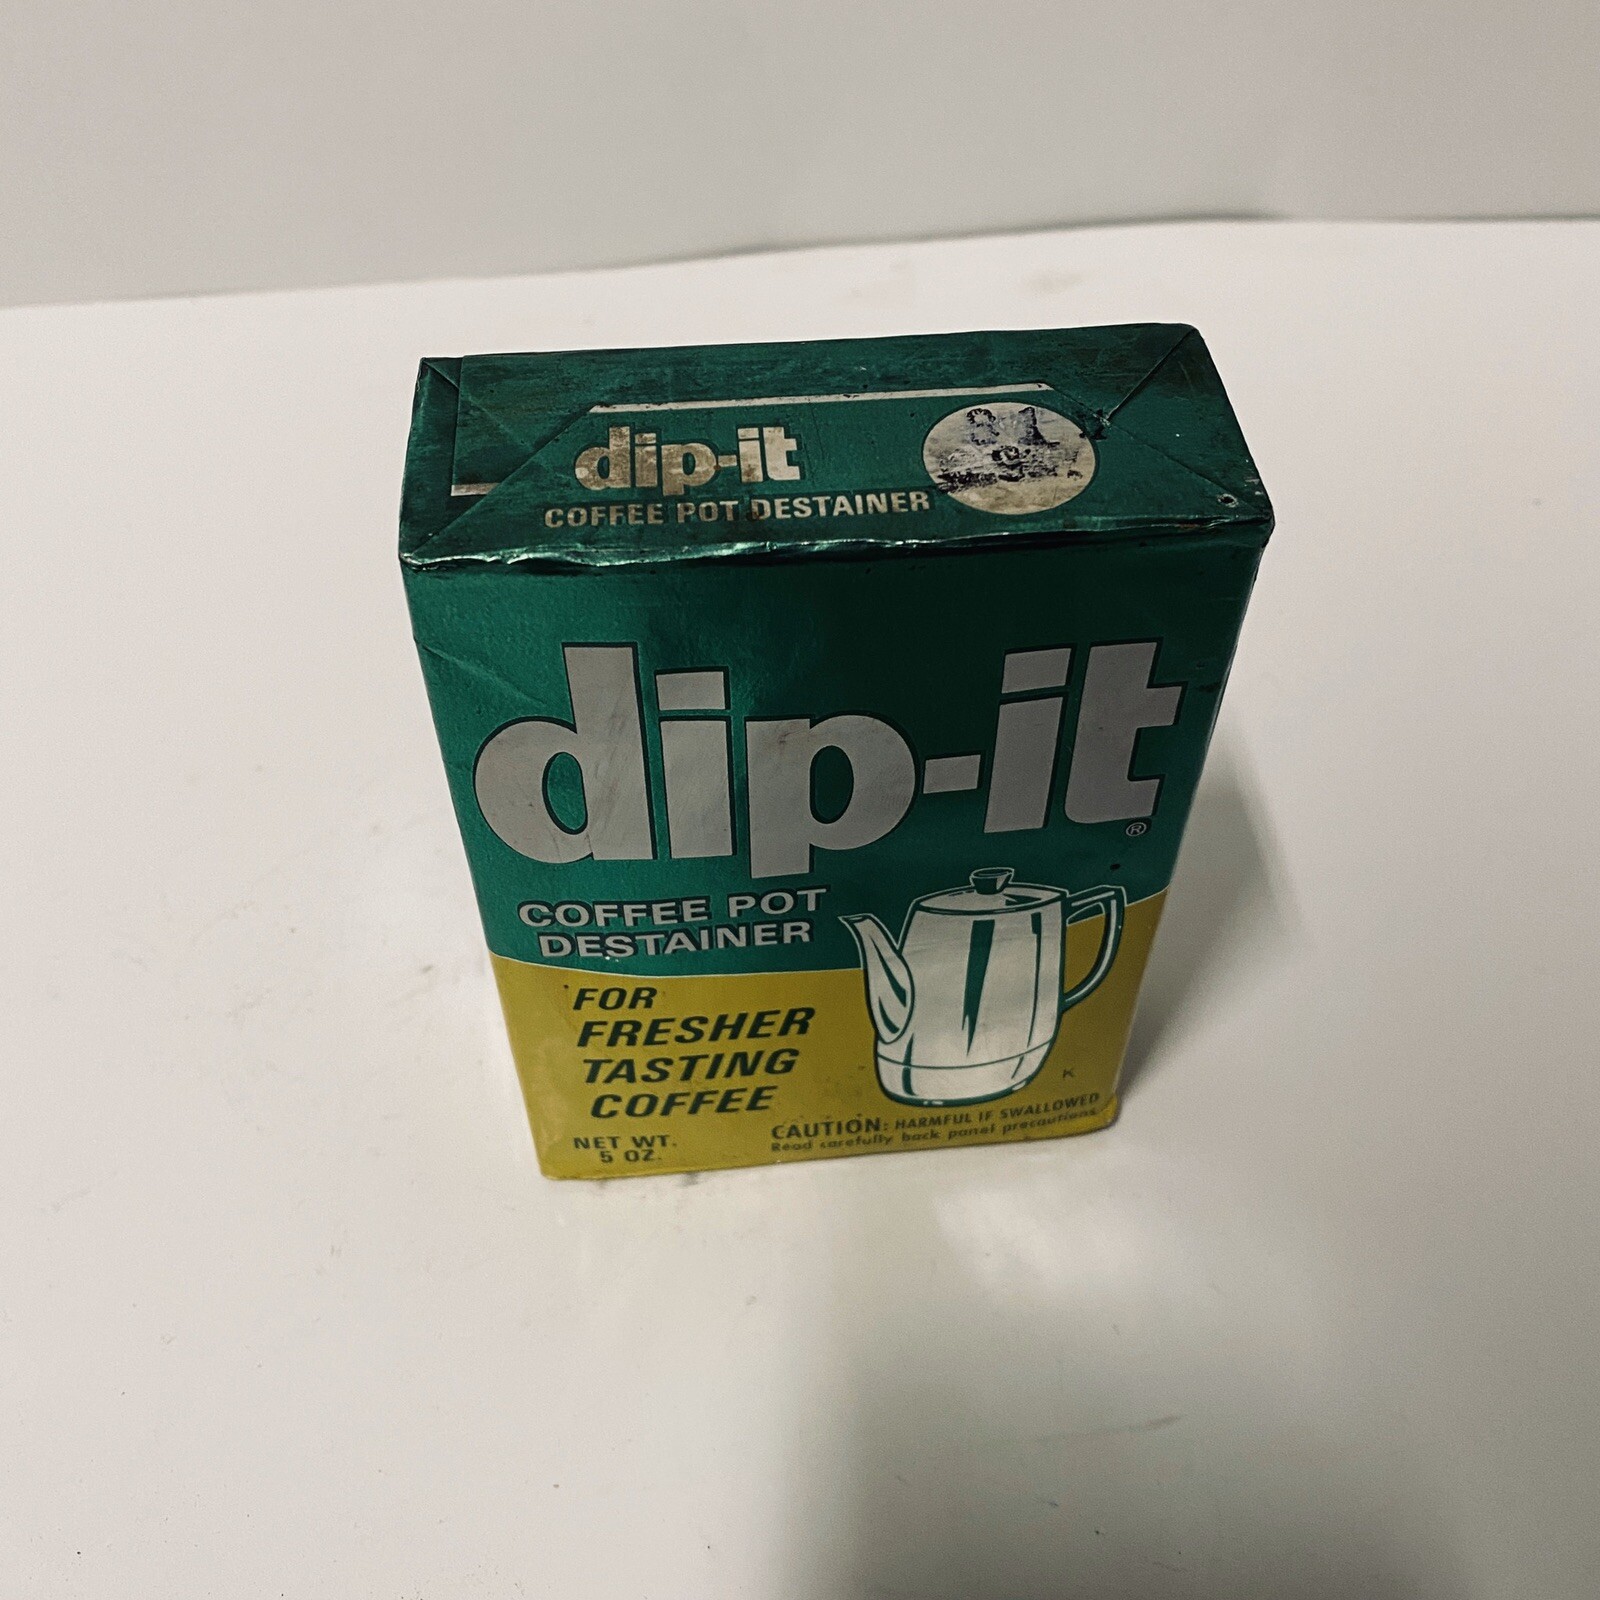 dip-it
COFFEE POT DESTAINER
dip-it®
COFFEE POT
DESTAINER
FOR
FRESHER
TASTING
COFFEE
NET WT.
5 OZ.
K
CAUTION: HARMFUL IF SWALLOWED
Read carefully back panel precautions.